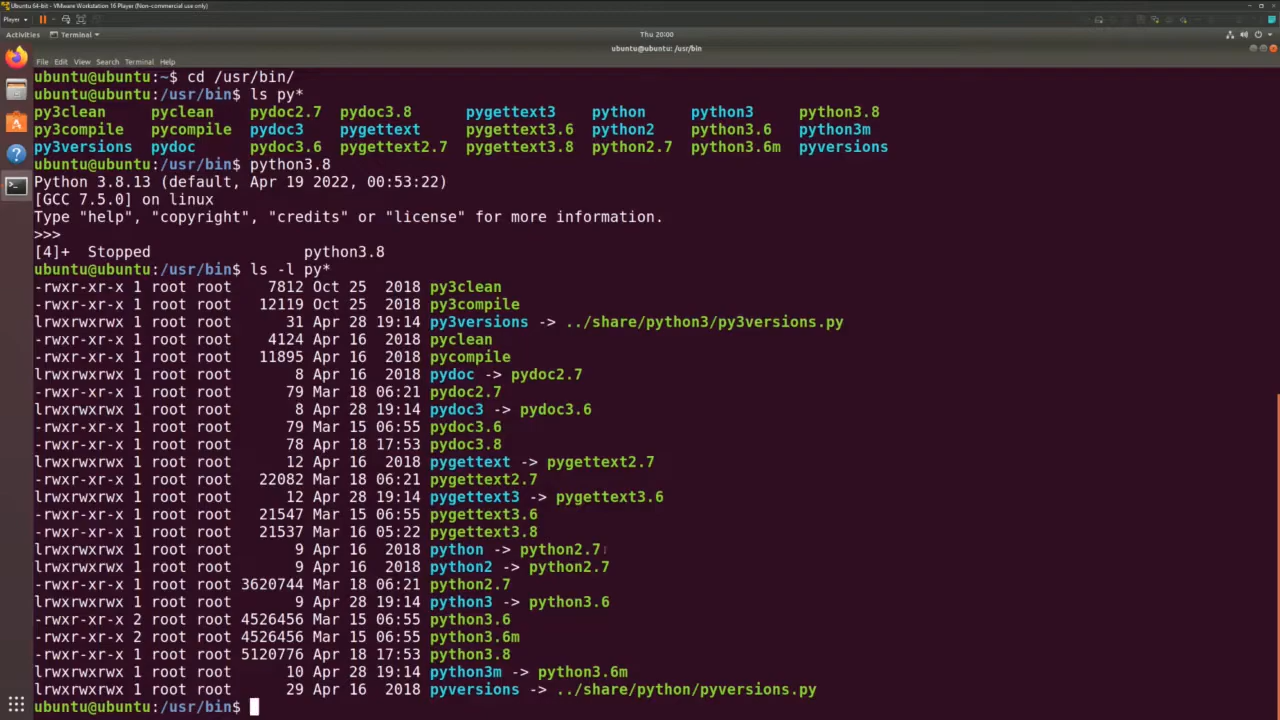 Ubuntu 64-bit - VMware Workstation 16 Player (Non-commercial use only)
Player
Activities Terminal Thu 20:00
ubuntu@ubuntu: /usr/bin
File Edit View Search Terminal Help
ubuntu@ubuntu:~$ cd /usr/bin/
ubuntu@ubuntu:/usr/bin$ ls py*
py3clean pyclean pydoc2.7 pydoc3.8 pygettext3 python python3 python3.8
py3compile pycompile pydoc3 pygettext pygettext3.6 python2 python3.6 python3m
py3versions pydoc pydoc3.6 pygettext2.7 pygettext3.8 python2.7 python3.6m pyversions
ubuntu@ubuntu:/usr/bin$ python3.8
Python 3.8.13 (default, Apr 19 2022, 00:53:22)
[GCC 7.5.0] on linux
Type "help", "copyright", "credits" or "license" for more information.
>>>
[4]+ Stopped python3.8
ubuntu@ubuntu:/usr/bin$ ls -l py*
-rwxr-xr-x 1 root root 7812 Oct 25 2018 py3clean
-rwxr-xr-x 1 root root 12119 Oct 25 2018 py3compile
lrwxrwxrwx 1 root root 31 Apr 28 19:14 py3versions -> ../share/python3/py3versions.py
-rwxr-xr-x 1 root root 4124 Apr 16 2018 pyclean
-rwxr-xr-x 1 root root 11895 Apr 16 2018 pycompile
lrwxrwxrwx 1 root root 8 Apr 16 2018 pydoc -> pydoc2.7
-rwxr-xr-x 1 root root 79 Mar 18 06:21 pydoc2.7
lrwxrwxrwx 1 root root 8 Apr 28 19:14 pydoc3 -> pydoc3.6
-rwxr-xr-x 1 root root 79 Mar 15 06:55 pydoc3.6
-rwxr-xr-x 1 root root 78 Apr 18 17:53 pydoc3.8
lrwxrwxrwx 1 root root 12 Apr 16 2018 pygettext -> pygettext2.7
-rwxr-xr-x 1 root root 22082 Mar 18 06:21 pygettext2.7
lrwxrwxrwx 1 root root 12 Apr 28 19:14 pygettext3 -> pygettext3.6
-rwxr-xr-x 1 root root 21547 Mar 15 06:55 pygettext3.6
-rwxr-xr-x 1 root root 21537 Mar 16 05:22 pygettext3.8
lrwxrwxrwx 1 root root 9 Apr 16 2018 python -> python2.7
lrwxrwxrwx 1 root root 9 Apr 16 2018 python2 -> python2.7
-rwxr-xr-x 1 root root 3620744 Mar 18 06:21 python2.7
lrwxrwxrwx 1 root root 9 Apr 28 19:14 python3 -> python3.6
-rwxr-xr-x 2 root root 4526456 Mar 15 06:55 python3.6
-rwxr-xr-x 2 root root 4526456 Mar 15 06:55 python3.6m
-rwxr-xr-x 1 root root 5120776 Apr 18 17:53 python3.8
lrwxrwxrwx 1 root root 10 Apr 28 19:14 python3m -> python3.6m
lrwxrwxrwx 1 root root 29 Apr 16 2018 pyversions -> ../share/python/pyversions.py
ubuntu@ubuntu:/usr/bin$